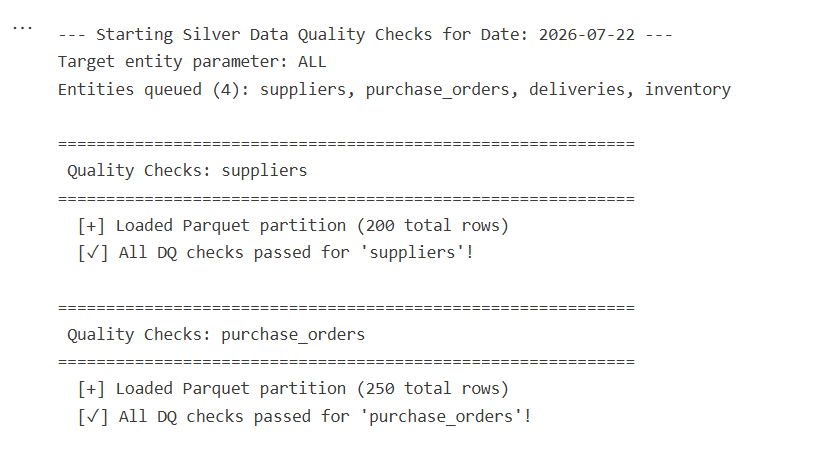 ...
--- Starting Silver Data Quality Checks for Date: 2026-07-22 ---
Target entity parameter: ALL
Entities queued (4): suppliers, purchase_orders, deliveries, inventory
============================================================
Quality Checks: suppliers
============================================================
[+] Loaded Parquet partition (200 total rows)
[✓] All DQ checks passed for 'suppliers'!
============================================================
Quality Checks: purchase_orders
============================================================
[+] Loaded Parquet partition (250 total rows)
[✓] All DQ checks passed for 'purchase_orders'!